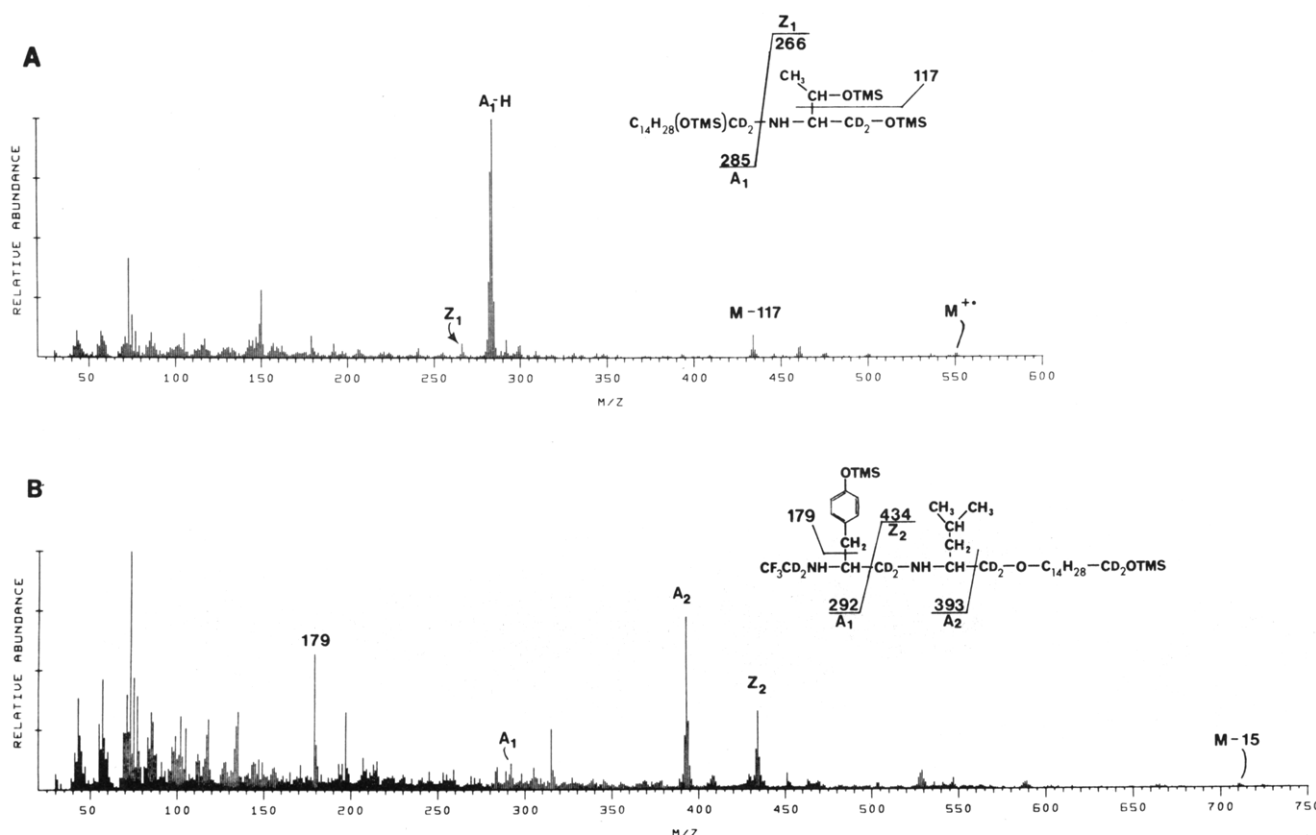 A
RELATIVE ABUNDANCE
A₁-H
Z₁
M-117
M⁺•
Z₁
266
CH₃
117
CH—OTMS
C₁₄H₂₈(OTMS)CD₂—NH—CH—CD₂—OTMS
285
A₁
50 100 150 200 250 300 350 400 450 500 550 600
M/Z
B
RELATIVE ABUNDANCE
179
A₁
A₂
Z₂
M-15
OTMS
179
434
Z₂
CH₃ CH₃
CH
CH₂
CH₂
CF₃CD₂NH—CH—CD₂—NH—CH—CD₂—O—C₁₄H₂₈—CD₂OTMS
292
A₁
393
A₂
50 100 150 200 250 300 350 400 450 500 550 600 650 700 750
M/Z